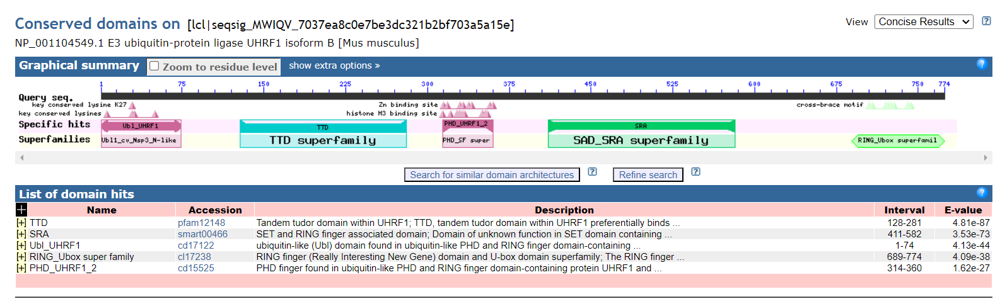 Conserved domains on [lcl|seqsig_MWIQV_7037ea8c0e7be3dc321b2bf703a5a15e]
View Concise Results
NP_001104549.1 E3 ubiquitin-protein ligase UHRF1 isoform B [Mus musculus]
Graphical summary Zoom to residue level show extra options »
1 75 150 225 300 375 450 525 600 675 750 774
Query seq.
key conserved lysine K27 Zn binding site cross-brace motif
key conserved lysines histone H3 binding site
Specific hits Ubl_UHRF1 TTD PHD_UHRF1_2 SRA
Superfamilies Ubl1_cv_Nsp3_N-like TTD superfamily PHD_SF super SAD_SRA superfamily RING_Ubox superfamil
Search for similar domain architectures ? Refine search ?
List of domain hits ?
+ Name Accession Description Interval E-value
[+] TTD pfam12148 Tandem tudor domain within UHRF1; TTD, tandem tudor domain within UHRF1 preferentially binds ... 128-281 4.81e-87
[+] SRA smart00466 SET and RING finger associated domain; Domain of unknown function in SET domain containing ... 411-582 3.53e-73
[+] Ubl_UHRF1 cd17122 ubiquitin-like (Ubl) domain found in ubiquitin-like PHD and RING finger domain-containing ... 1-74 4.13e-44
[+] RING_Ubox super family cl17238 RING finger (Really Interesting New Gene) domain and U-box domain superfamily; The RING finger ... 689-774 4.09e-38
[+] PHD_UHRF1_2 cd15525 PHD finger found in ubiquitin-like PHD and RING finger domain-containing protein UHRF1 and ... 314-360 1.62e-27